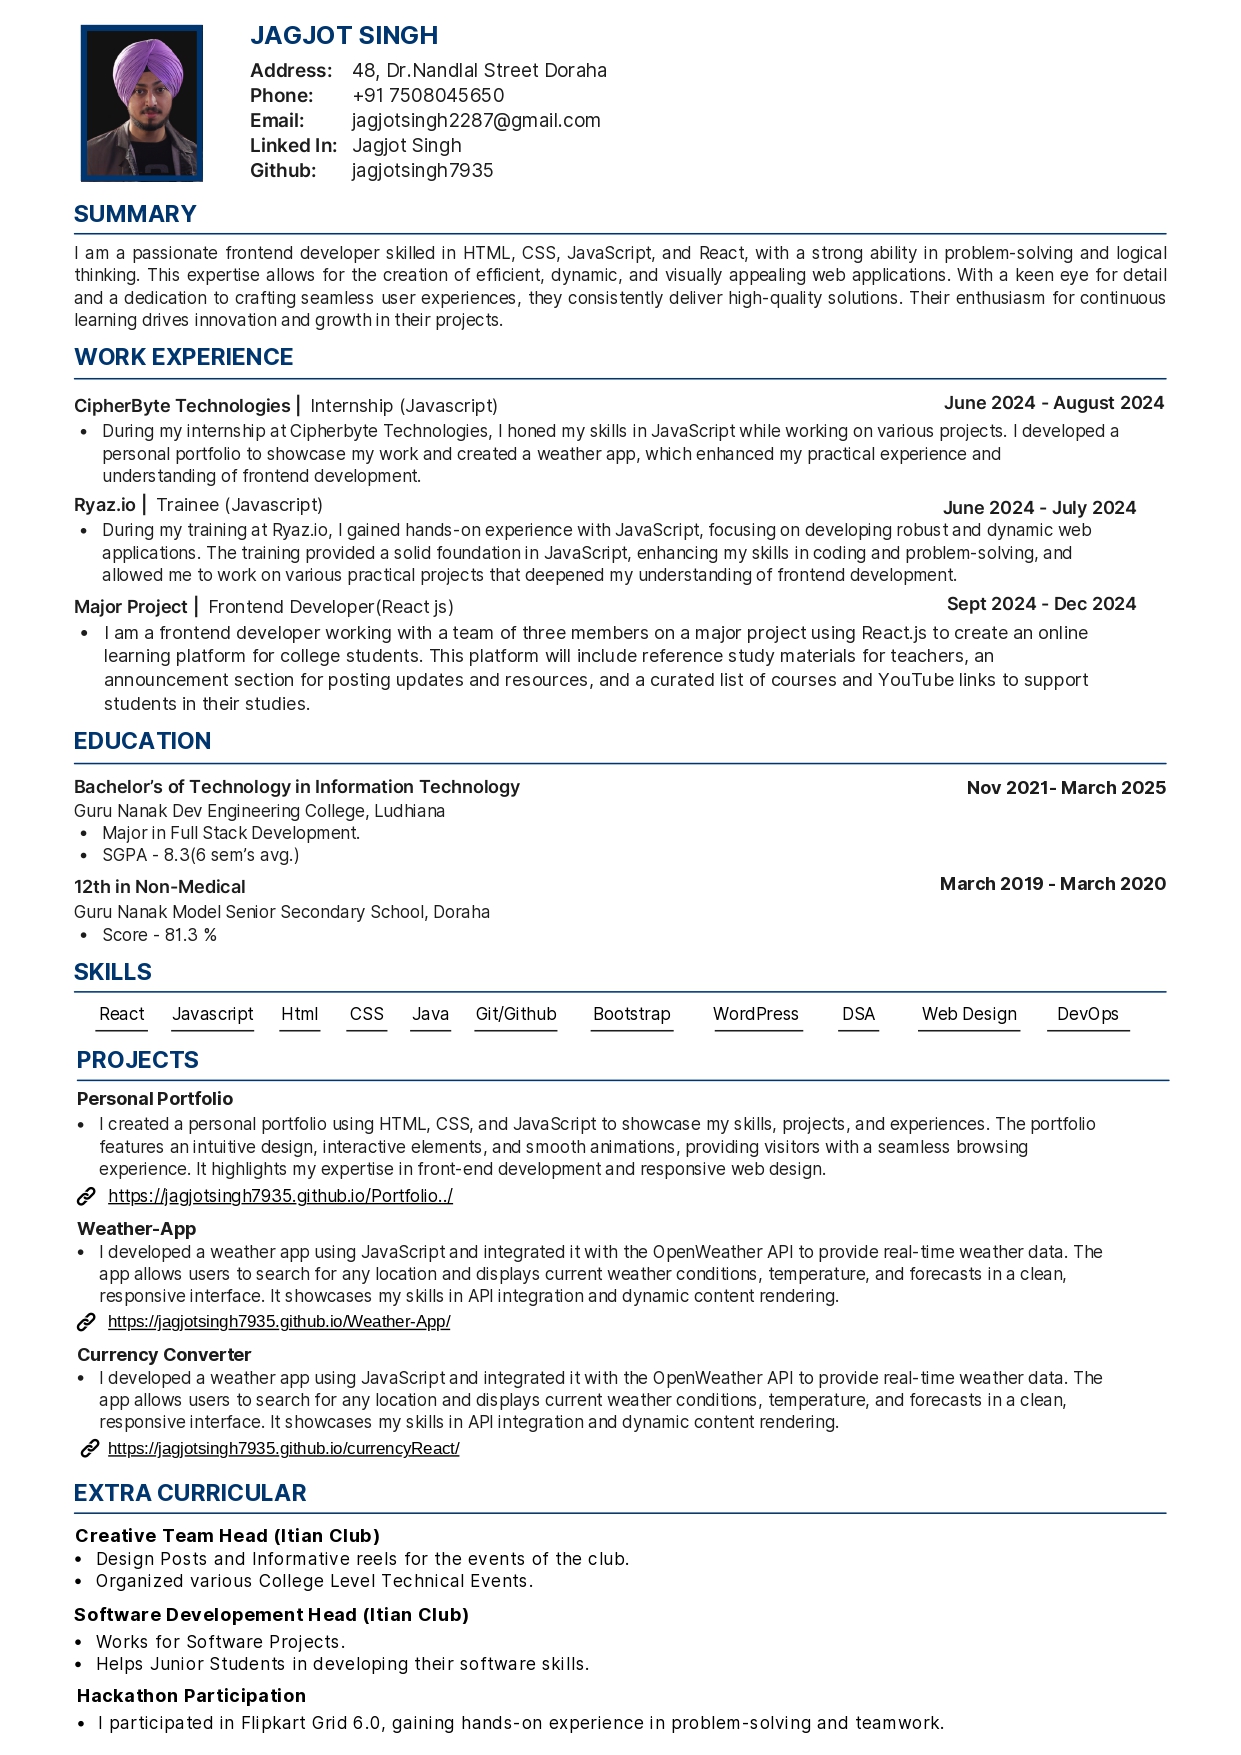 JAGJOT SINGH
Address: 48, Dr.Nandlal Street Doraha
Phone: +91 7508045650
Email: jagjotsingh2287@gmail.com
Linked In: Jagjot Singh
Github: jagjotsingh7935
SUMMARY
I am a passionate frontend developer skilled in HTML, CSS, JavaScript, and React, with a strong ability in problem-solving and logical
thinking. This expertise allows for the creation of efficient, dynamic, and visually appealing web applications. With a keen eye for detail
and a dedication to crafting seamless user experiences, they consistently deliver high-quality solutions. Their enthusiasm for continuous
learning drives innovation and growth in their projects.
WORK EXPERIENCE
CipherByte Technologies | Internship (Javascript) June 2024 - August 2024
• During my internship at Cipherbyte Technologies, I honed my skills in JavaScript while working on various projects. I developed a
personal portfolio to showcase my work and created a weather app, which enhanced my practical experience and
understanding of frontend development.
Ryaz.io | Trainee (Javascript) June 2024 - July 2024
• During my training at Ryaz.io, I gained hands-on experience with JavaScript, focusing on developing robust and dynamic web
applications. The training provided a solid foundation in JavaScript, enhancing my skills in coding and problem-solving, and
allowed me to work on various practical projects that deepened my understanding of frontend development.
Major Project | Frontend Developer(React js) Sept 2024 - Dec 2024
• I am a frontend developer working with a team of three members on a major project using React.js to create an online
learning platform for college students. This platform will include reference study materials for teachers, an
announcement section for posting updates and resources, and a curated list of courses and YouTube links to support
students in their studies.
EDUCATION
Bachelor’s of Technology in Information Technology Nov 2021- March 2025
Guru Nanak Dev Engineering College, Ludhiana
• Major in Full Stack Development.
• SGPA - 8.3(6 sem’s avg.)
12th in Non-Medical March 2019 - March 2020
Guru Nanak Model Senior Secondary School, Doraha
• Score - 81.3 %
SKILLS
React Javascript Html CSS Java Git/Github Bootstrap WordPress DSA Web Design DevOps
PROJECTS
Personal Portfolio
• I created a personal portfolio using HTML, CSS, and JavaScript to showcase my skills, projects, and experiences. The portfolio
features an intuitive design, interactive elements, and smooth animations, providing visitors with a seamless browsing
experience. It highlights my expertise in front-end development and responsive web design.
https://jagjotsingh7935.github.io/Portfolio../
Weather-App
• I developed a weather app using JavaScript and integrated it with the OpenWeather API to provide real-time weather data. The
app allows users to search for any location and displays current weather conditions, temperature, and forecasts in a clean,
responsive interface. It showcases my skills in API integration and dynamic content rendering.
https://jagjotsingh7935.github.io/Weather-App/
Currency Converter
• I developed a weather app using JavaScript and integrated it with the OpenWeather API to provide real-time weather data. The
app allows users to search for any location and displays current weather conditions, temperature, and forecasts in a clean,
responsive interface. It showcases my skills in API integration and dynamic content rendering.
https://jagjotsingh7935.github.io/currencyReact/
EXTRA CURRICULAR
Creative Team Head (Itian Club)
• Design Posts and Informative reels for the events of the club.
• Organized various College Level Technical Events.
Software Developement Head (Itian Club)
• Works for Software Projects.
• Helps Junior Students in developing their software skills.
Hackathon Participation
• I participated in Flipkart Grid 6.0, gaining hands-on experience in problem-solving and teamwork.